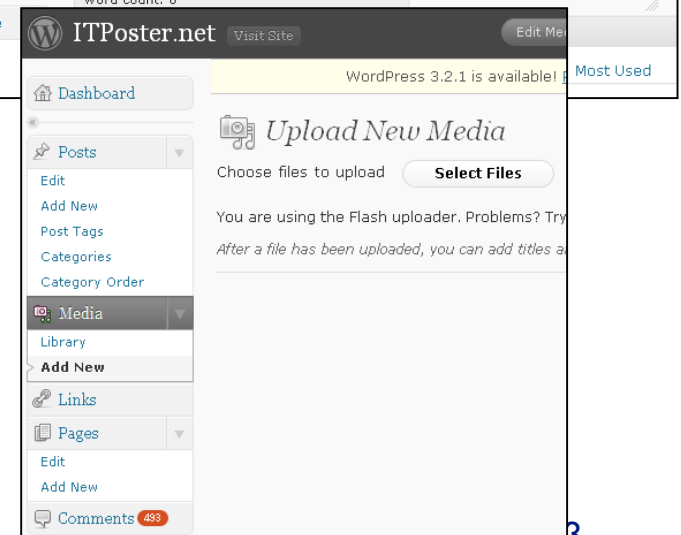 word count: 0
ITPoster.net Visit Site
Edit Me
WordPress 3.2.1 is available!
Most Used
Dashboard
Upload New Media
Posts
Choose files to upload Select Files
Edit
Add New
You are using the Flash uploader. Problems? Try
Post Tags
After a file has been uploaded, you can add titles
Categories
Category Order
Media
Library
Add New
Links
Pages
Edit
Add New
Comments 493
3